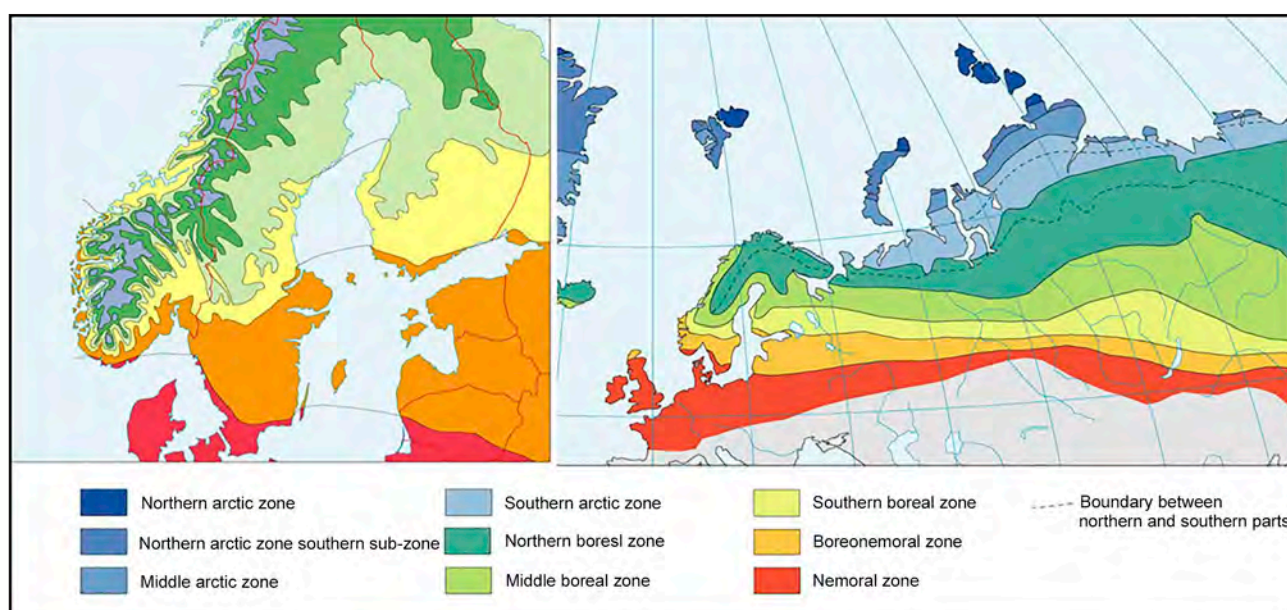 Northern arctic zone
Northern arctic zone southern sub-zone
Middle arctic zone
Southern arctic zone
Northern boresl zone
Middle boreal zone
Southern boreal zone
Boreonemoral zone
Nemoral zone
Boundary between
northern and southern parts